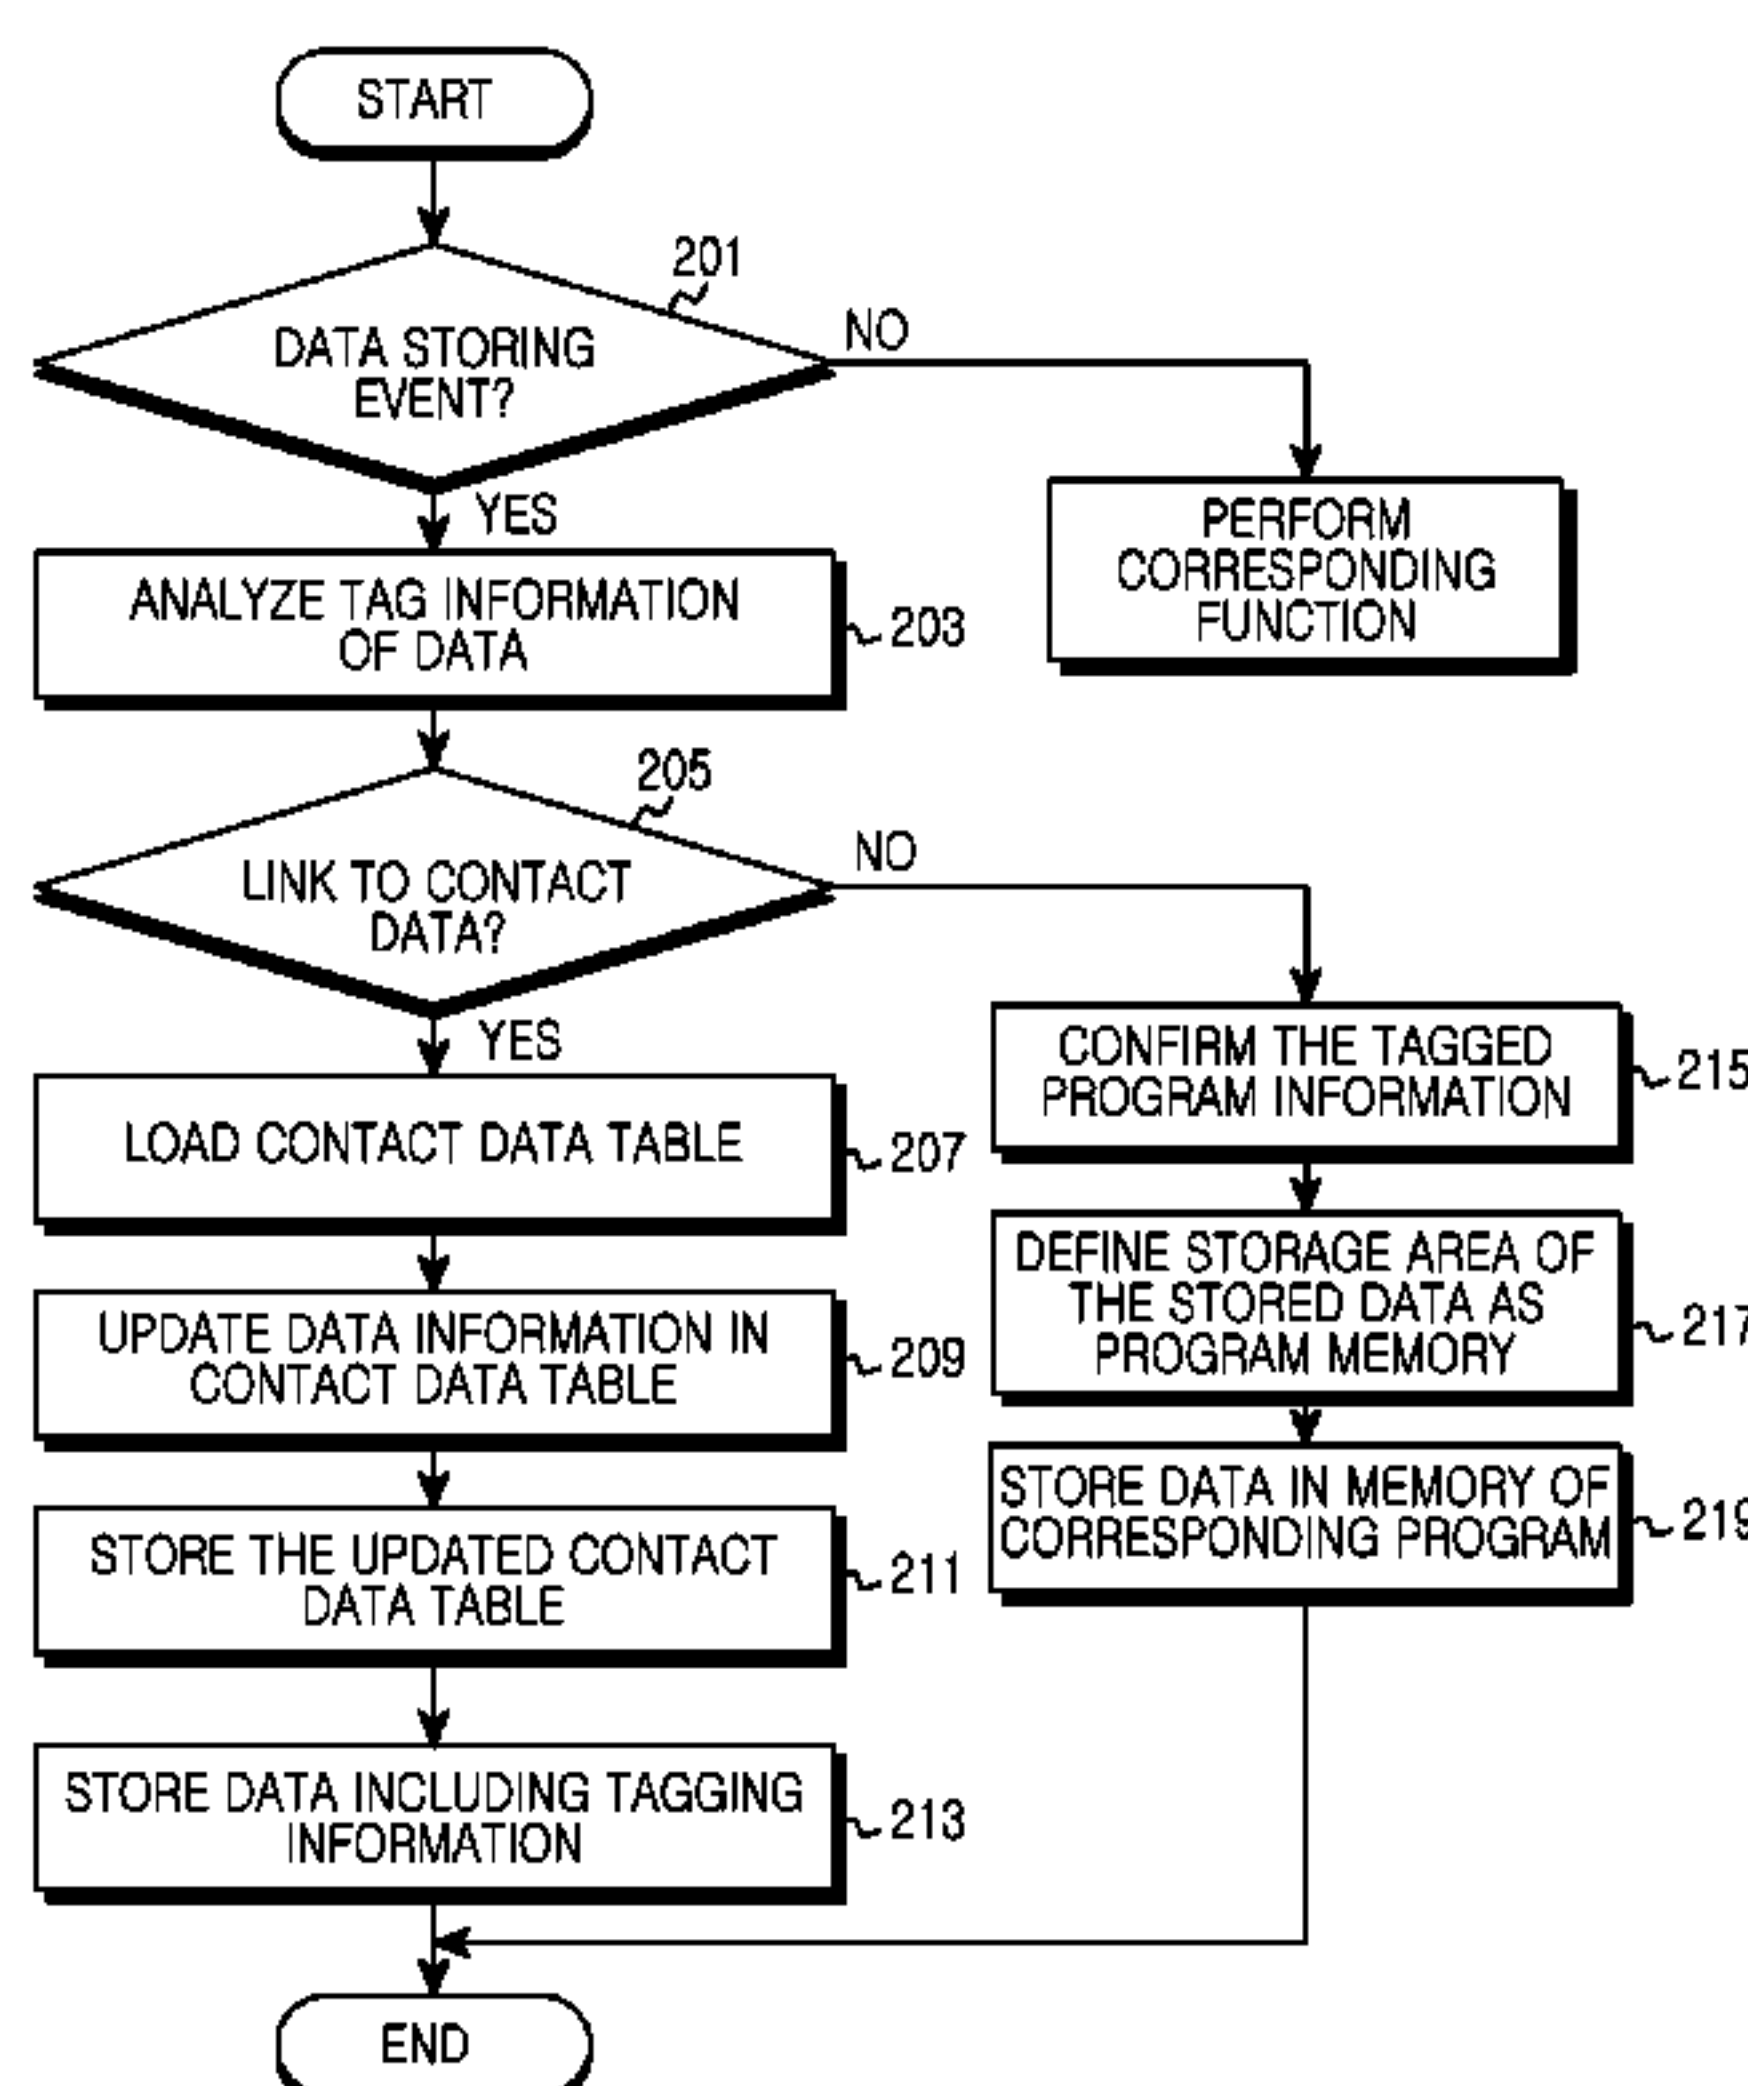 START
201
DATA STORING
EVENT?
NO
YES
PERFORM
CORRESPONDING
FUNCTION
ANALYZE TAG INFORMATION
OF DATA
203
205
LINK TO CONTACT
DATA?
NO
YES
CONFIRM THE TAGGED
PROGRAM INFORMATION
215
LOAD CONTACT DATA TABLE
207
DEFINE STORAGE AREA OF
THE STORED DATA AS
PROGRAM MEMORY
217
UPDATE DATA INFORMATION IN
CONTACT DATA TABLE
209
STORE DATA IN MEMORY OF
CORRESPONDING PROGRAM
219
STORE THE UPDATED CONTACT
DATA TABLE
211
STORE DATA INCLUDING TAGGING
INFORMATION
213
END